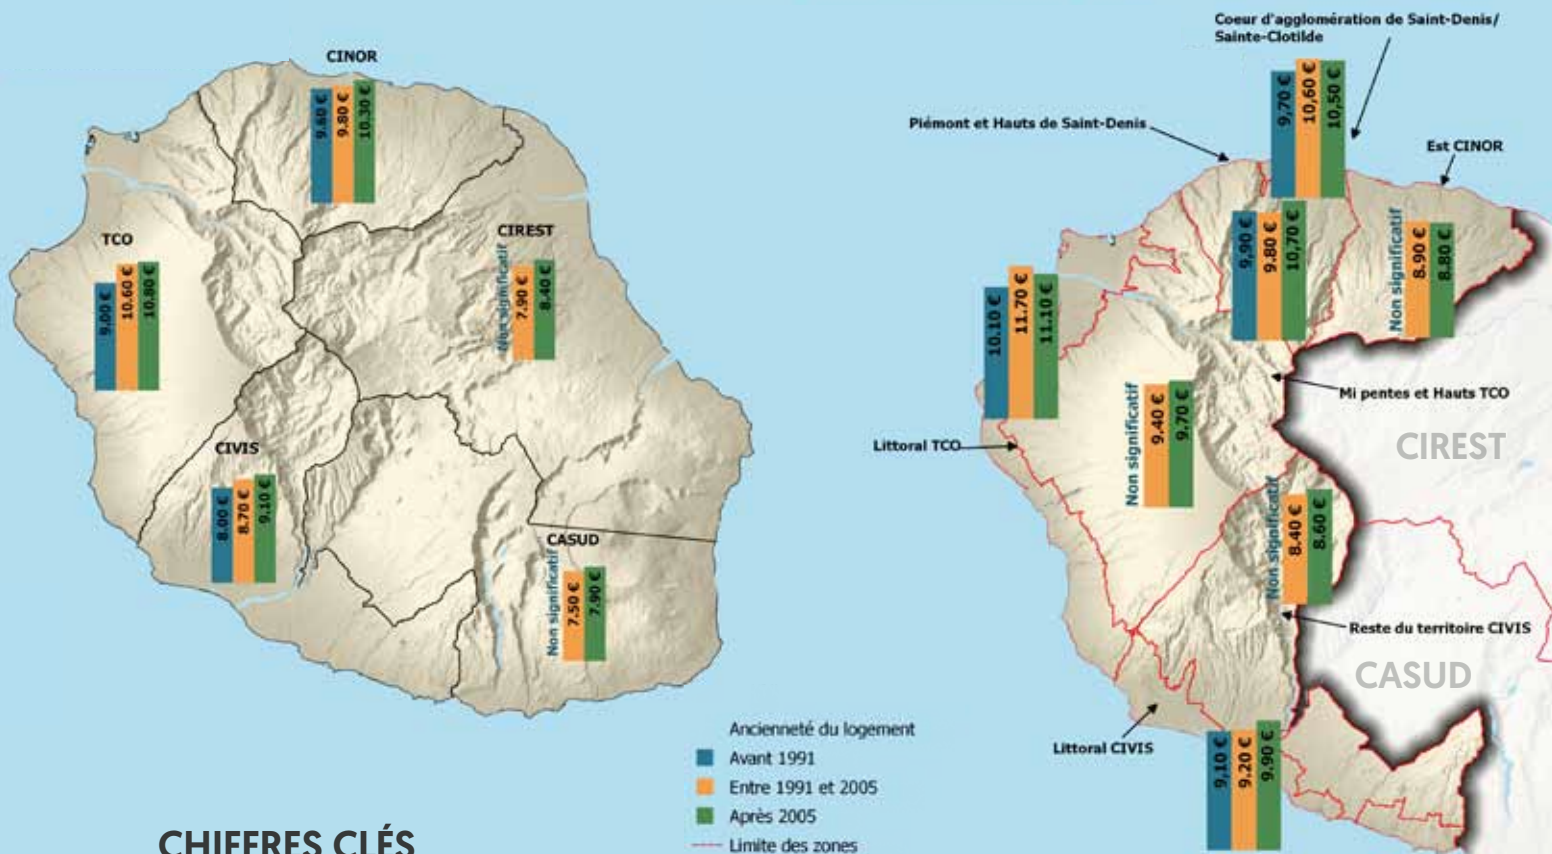 CINOR
9.60 €
9.80 €
10.30 €
TCO
9.00 €
10.60 €
10.80 €
CIREST
Non significatif
7.90 €
8.40 €
CIVIS
8.00 €
8.70 €
9.10 €
CASUD
Non significatif
7.50 €
7.90 €
Coeur d'agglomération de Saint-Denis/
Sainte-Clotilde
9,70 €
10,60 €
10,50 €
Piémont et Hauts de Saint-Denis
9,90 €
9.80 €
10,70 €
Est CINOR
Non significatif
8.90 €
8.80 €
10.10 €
11.70 €
11.10 €
Littoral TCO
Mi pentes et Hauts TCO
Non significatif
9.40 €
9.70 €
CIREST
Non significatif
8.40 €
8.60 €
Reste du territoire CIVIS
CASUD
Littoral CIVIS
9,10 €
9.20 €
9.90 €
Ancienneté du logement
Avant 1991
Entre 1991 et 2005
Après 2005
Limite des zones
CHIFFRES CLÉS